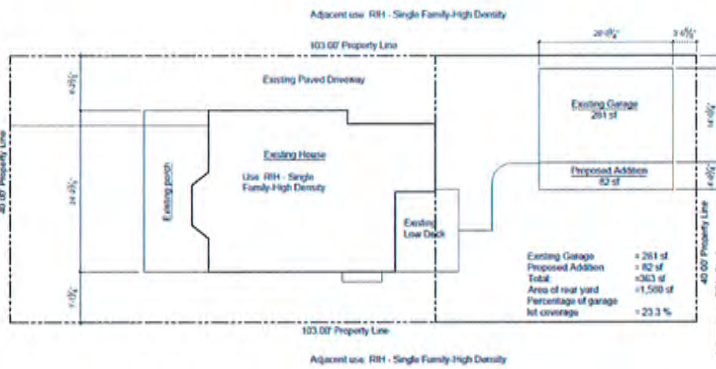 Adjacent use RIH - Single Family-High Density
103.00' Property Line
Existing Paved Driveway
Existing Garage
281 sf
Proposed Addition
82 sf
40.00' Property Line
Existing porch
Existing House
Use RIH - Single
Family-High Density
Existing
Low Deck
Existing Garage = 281 sf
Proposed Addition = 82 sf
Total =363 sf
Area of rear yard =1,560 sf
Percentage of garage
lot coverage = 23.3 %
40.00' Property Line
103.00' Property Line
Adjacent use RIH - Single Family-High Density